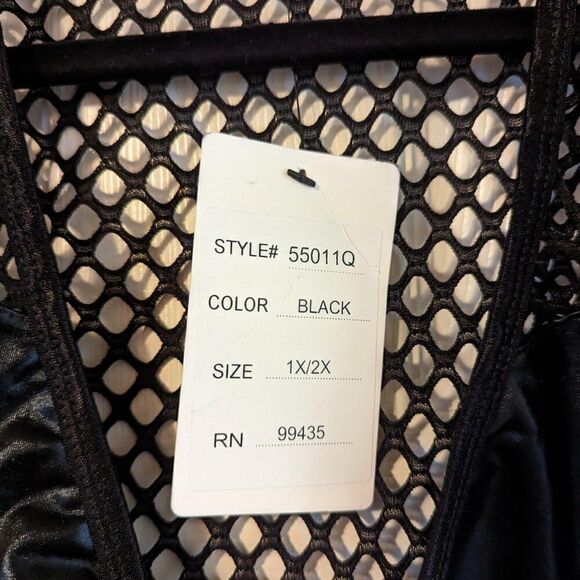 STYLE# 55011Q
COLOR BLACK
SIZE 1X/2X
RN 99435